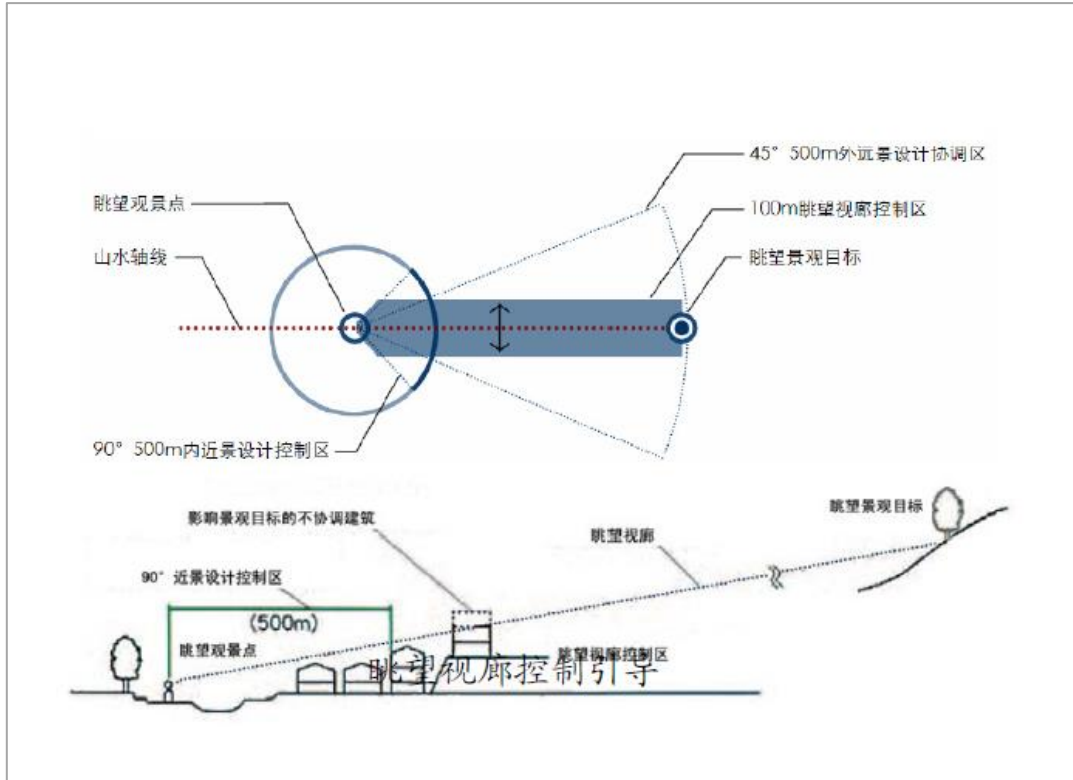 45° 500m外远景设计协调区
眺望观景点
100m眺望视廊控制区
山水轴线
眺望景观目标
90° 500m内近景设计控制区
眺望景观目标
影响景观目标的不协调建筑
眺望视廊
90° 近景设计控制区
(500m)
眺望观景点
眺望视廊控制区
眺望视廊控制引导